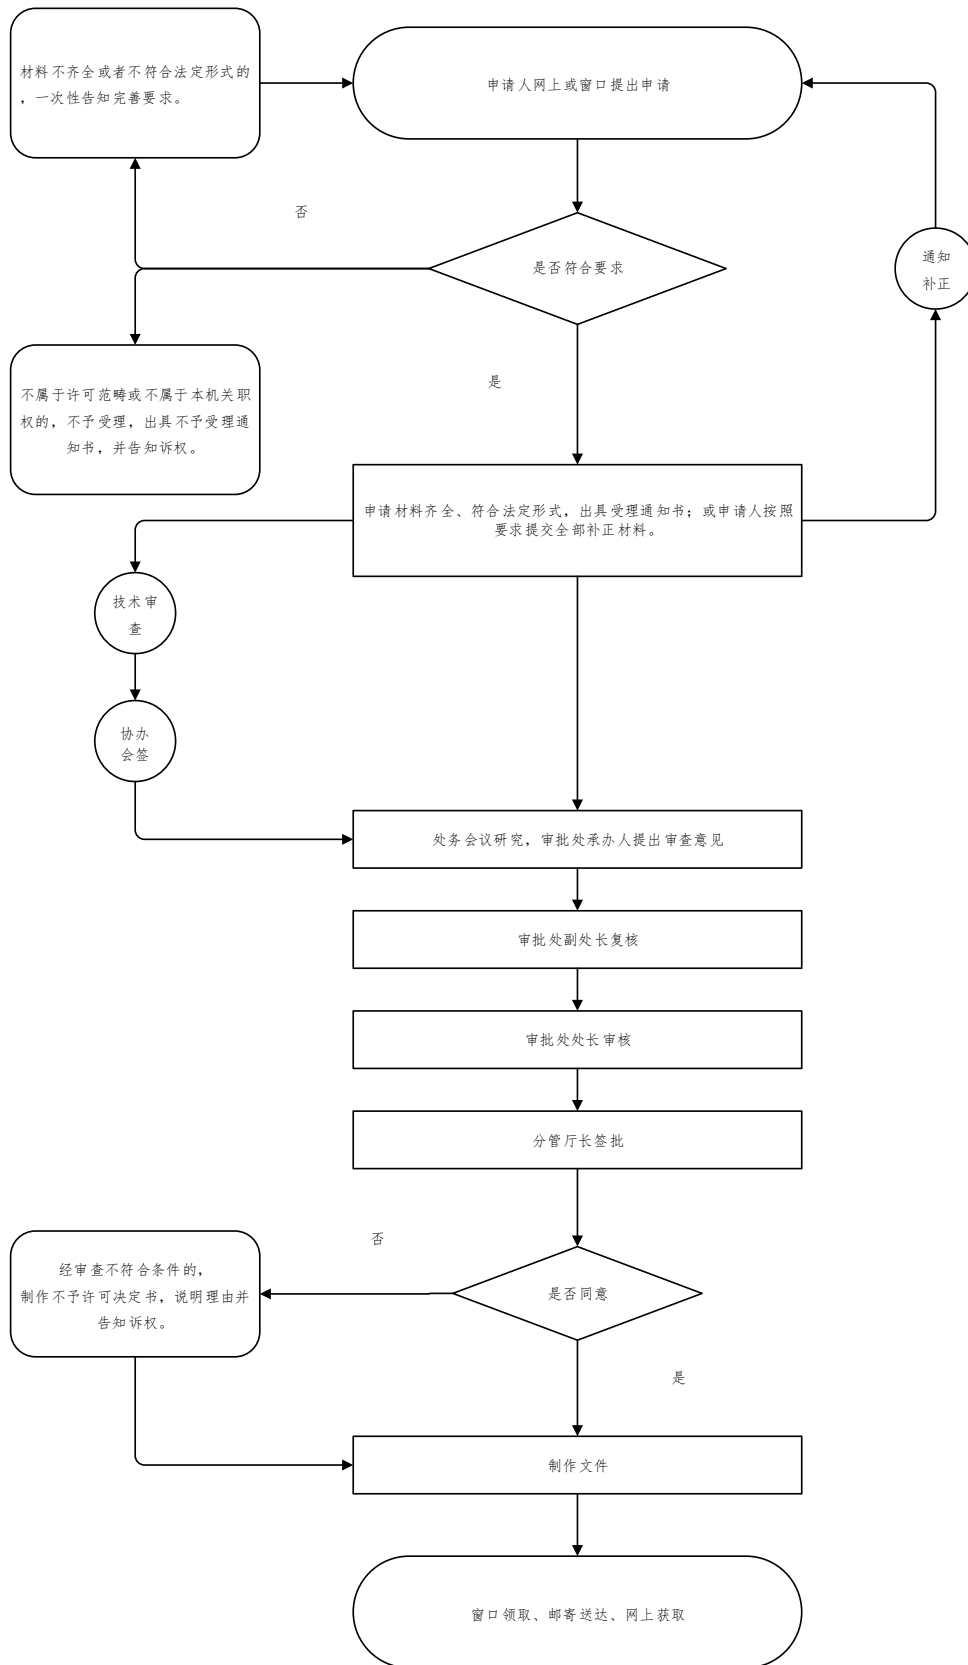 材料不齐全或者不符合法定形式的
，一次性告知完善要求。
申请人网上或窗口提出申请
否
是否符合要求
通知
补正
不属于许可范畴或不属于本机关职
权的，不予受理，出具不予受理通
知书，并告知诉权。
是
申请材料齐全、符合法定形式，出具受理通知书；或申请人按照
要求提交全部补正材料。
技术审
查
协办
会签
处务会议研究，审批处承办人提出审查意见
审批处副处长复核
审批处处长审核
分管厅长签批
否
经审查不符合条件的，
制作不予许可决定书，说明理由并
告知诉权。
是否同意
是
制作文件
窗口领取、邮寄送达、网上获取